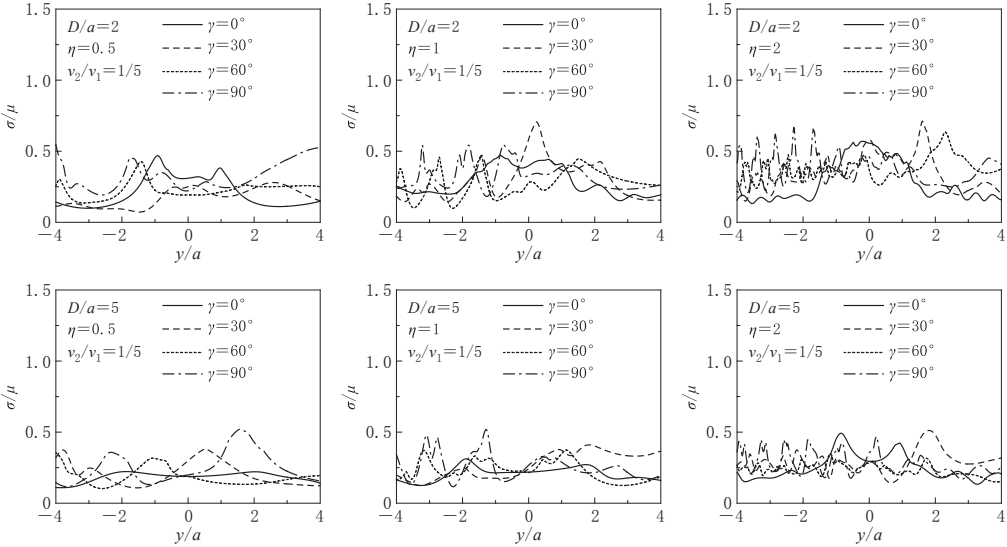 1.5
D/a=2
η=0.5
v₂/v₁=1/5
γ=0°
γ=30°
γ=60°
γ=90°
1.0
σ/μ
0.5
0
−4
−2
0
2
4
y/a
1.5
D/a=2
η=1
v₂/v₁=1/5
γ=0°
γ=30°
γ=60°
γ=90°
1.0
σ/μ
0.5
0
−4
−2
0
2
4
y/a
1.5
D/a=2
η=2
v₂/v₁=1/5
γ=0°
γ=30°
γ=60°
γ=90°
1.0
σ/μ
0.5
0
−4
−2
0
2
4
y/a
1.5
D/a=5
η=0.5
v₂/v₁=1/5
γ=0°
γ=30°
γ=60°
γ=90°
1.0
σ/μ
0.5
0
−4
−2
0
2
4
y/a
1.5
D/a=5
η=1
v₂/v₁=1/5
γ=0°
γ=30°
γ=60°
γ=90°
1.0
σ/μ
0.5
0
−4
−2
0
2
4
y/a
1.5
D/a=5
η=2
v₂/v₁=1/5
γ=0°
γ=30°
γ=60°
γ=90°
1.0
σ/μ
0.5
0
−4
−2
0
2
4
y/a